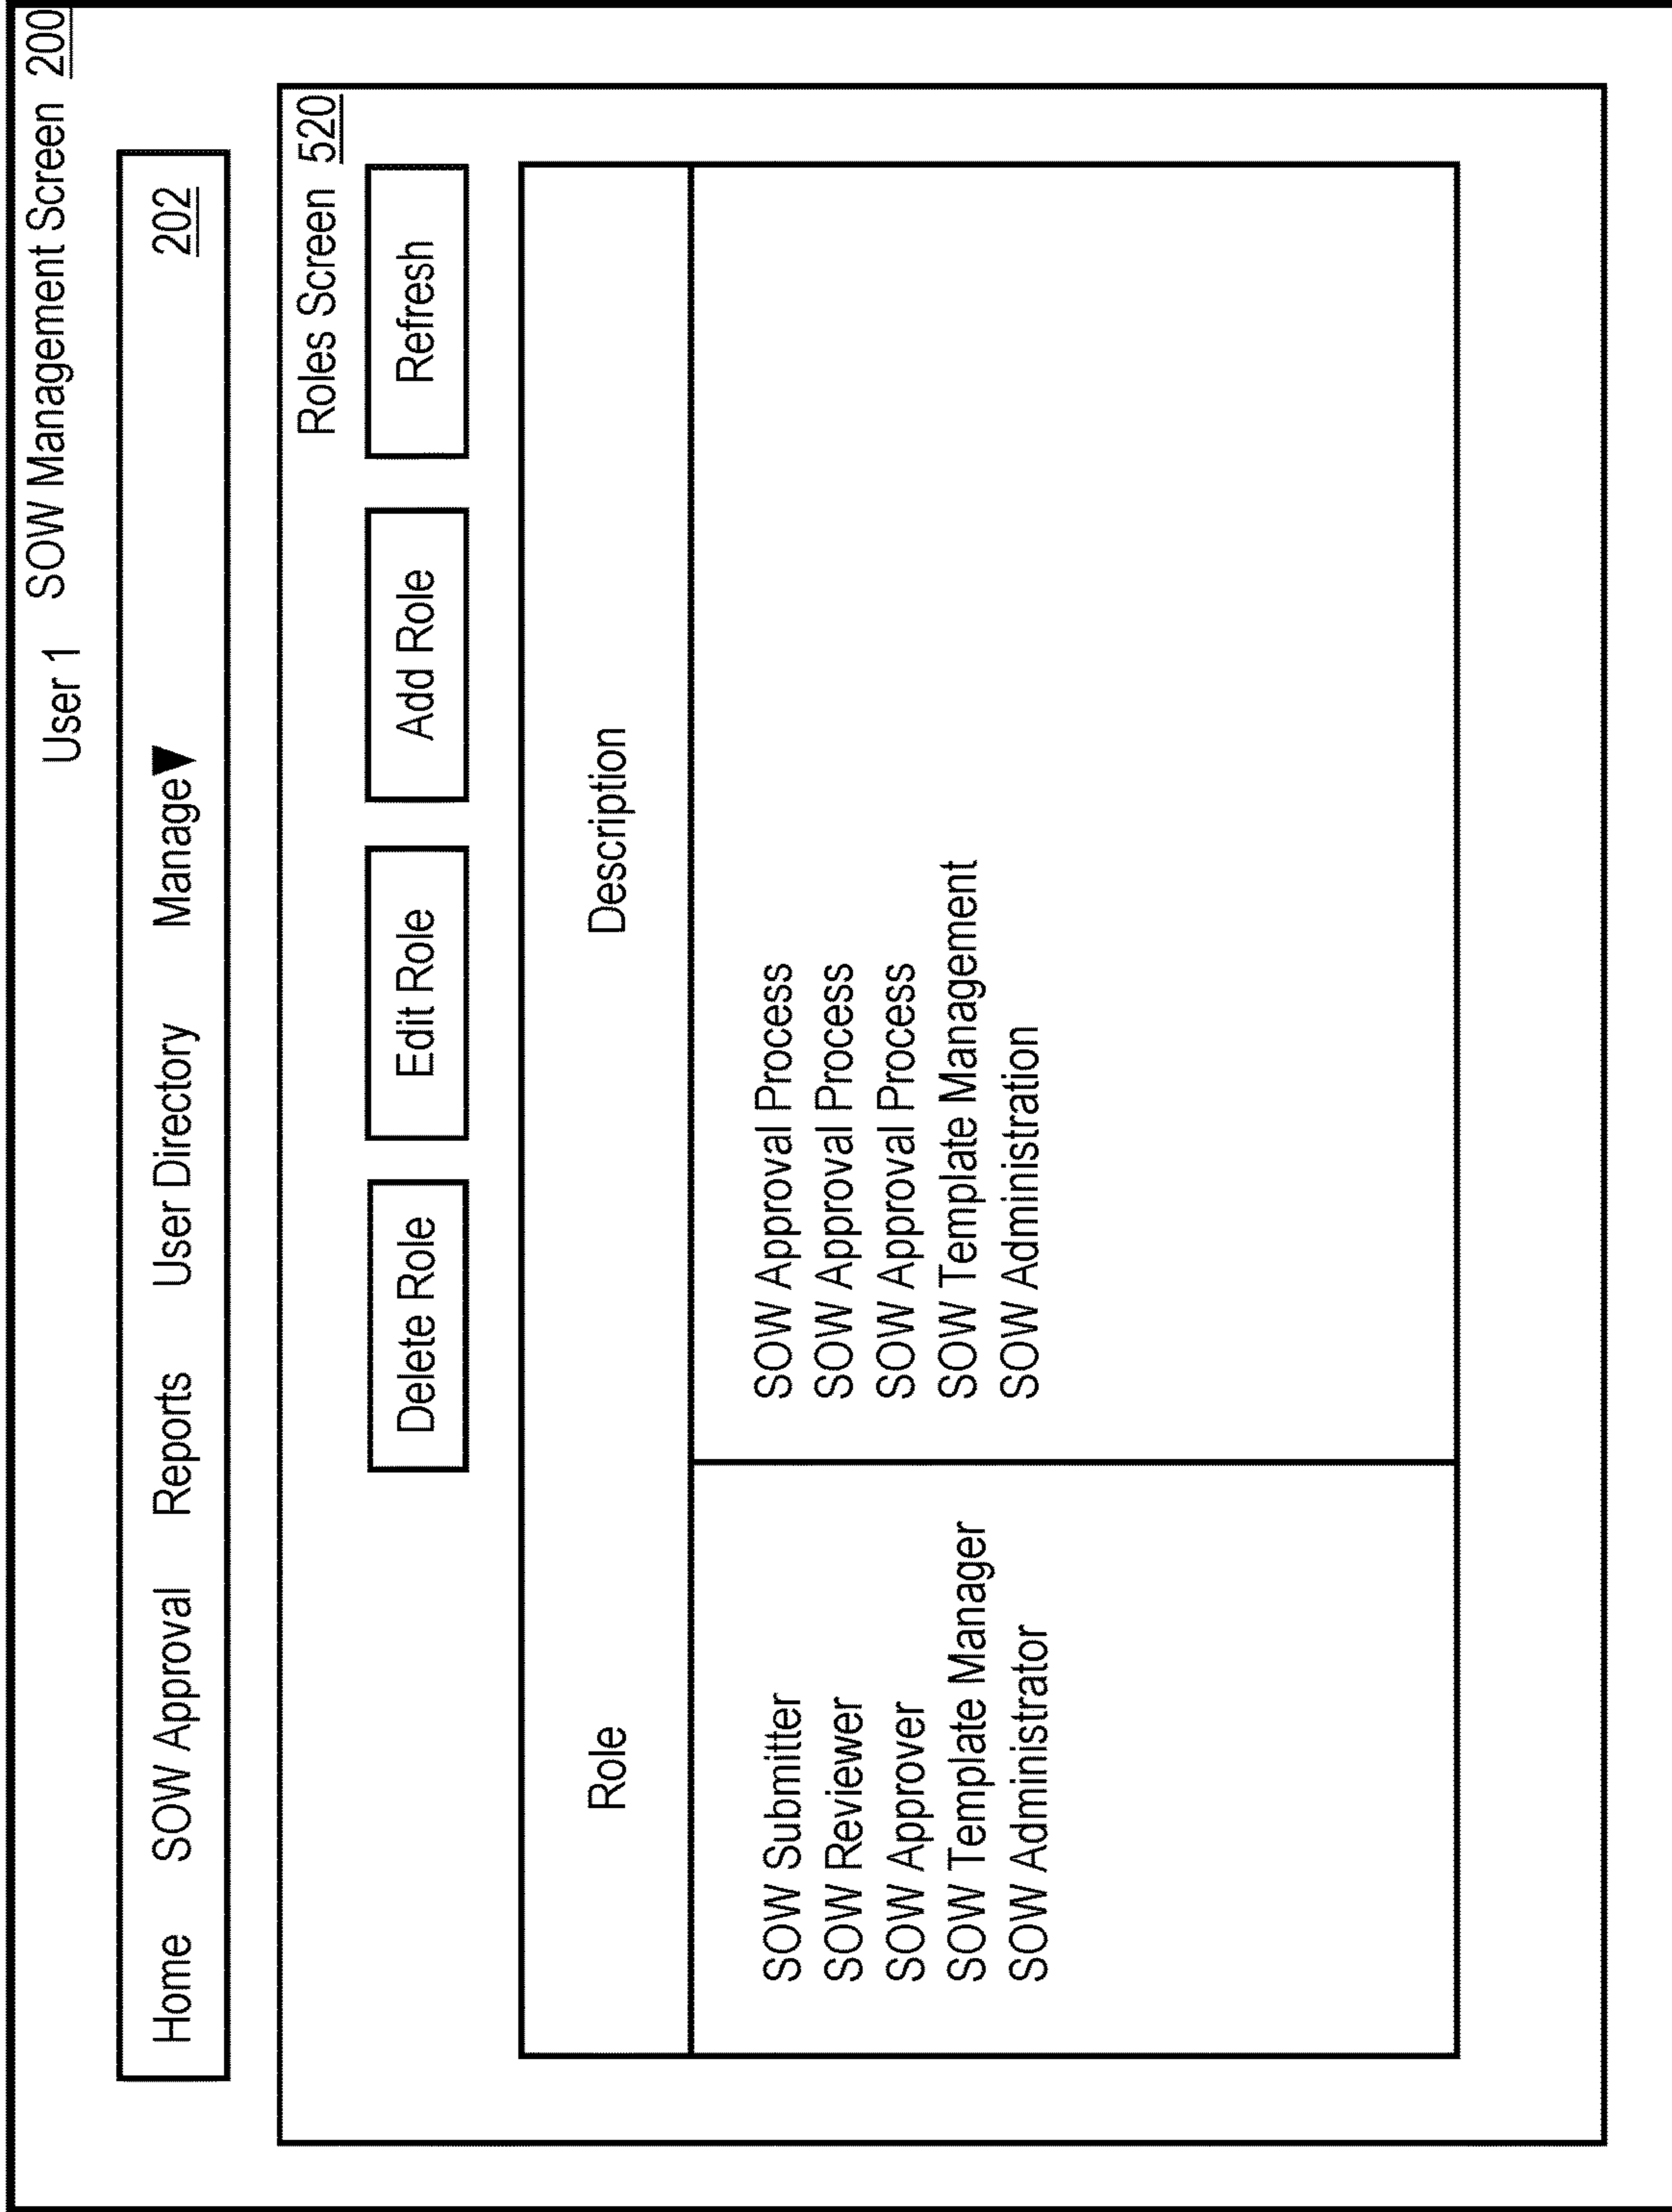 User 1 SOW Management Screen 200
Home SOW Approval Reports User Directory Manage▼ 202
Roles Screen 520
Delete Role Edit Role Add Role Refresh
Role Description
SOW Submitter SOW Approval Process
SOW Reviewer SOW Approval Process
SOW Approver SOW Approval Process
SOW Template Manager SOW Template Management
SOW Administrator SOW Administration